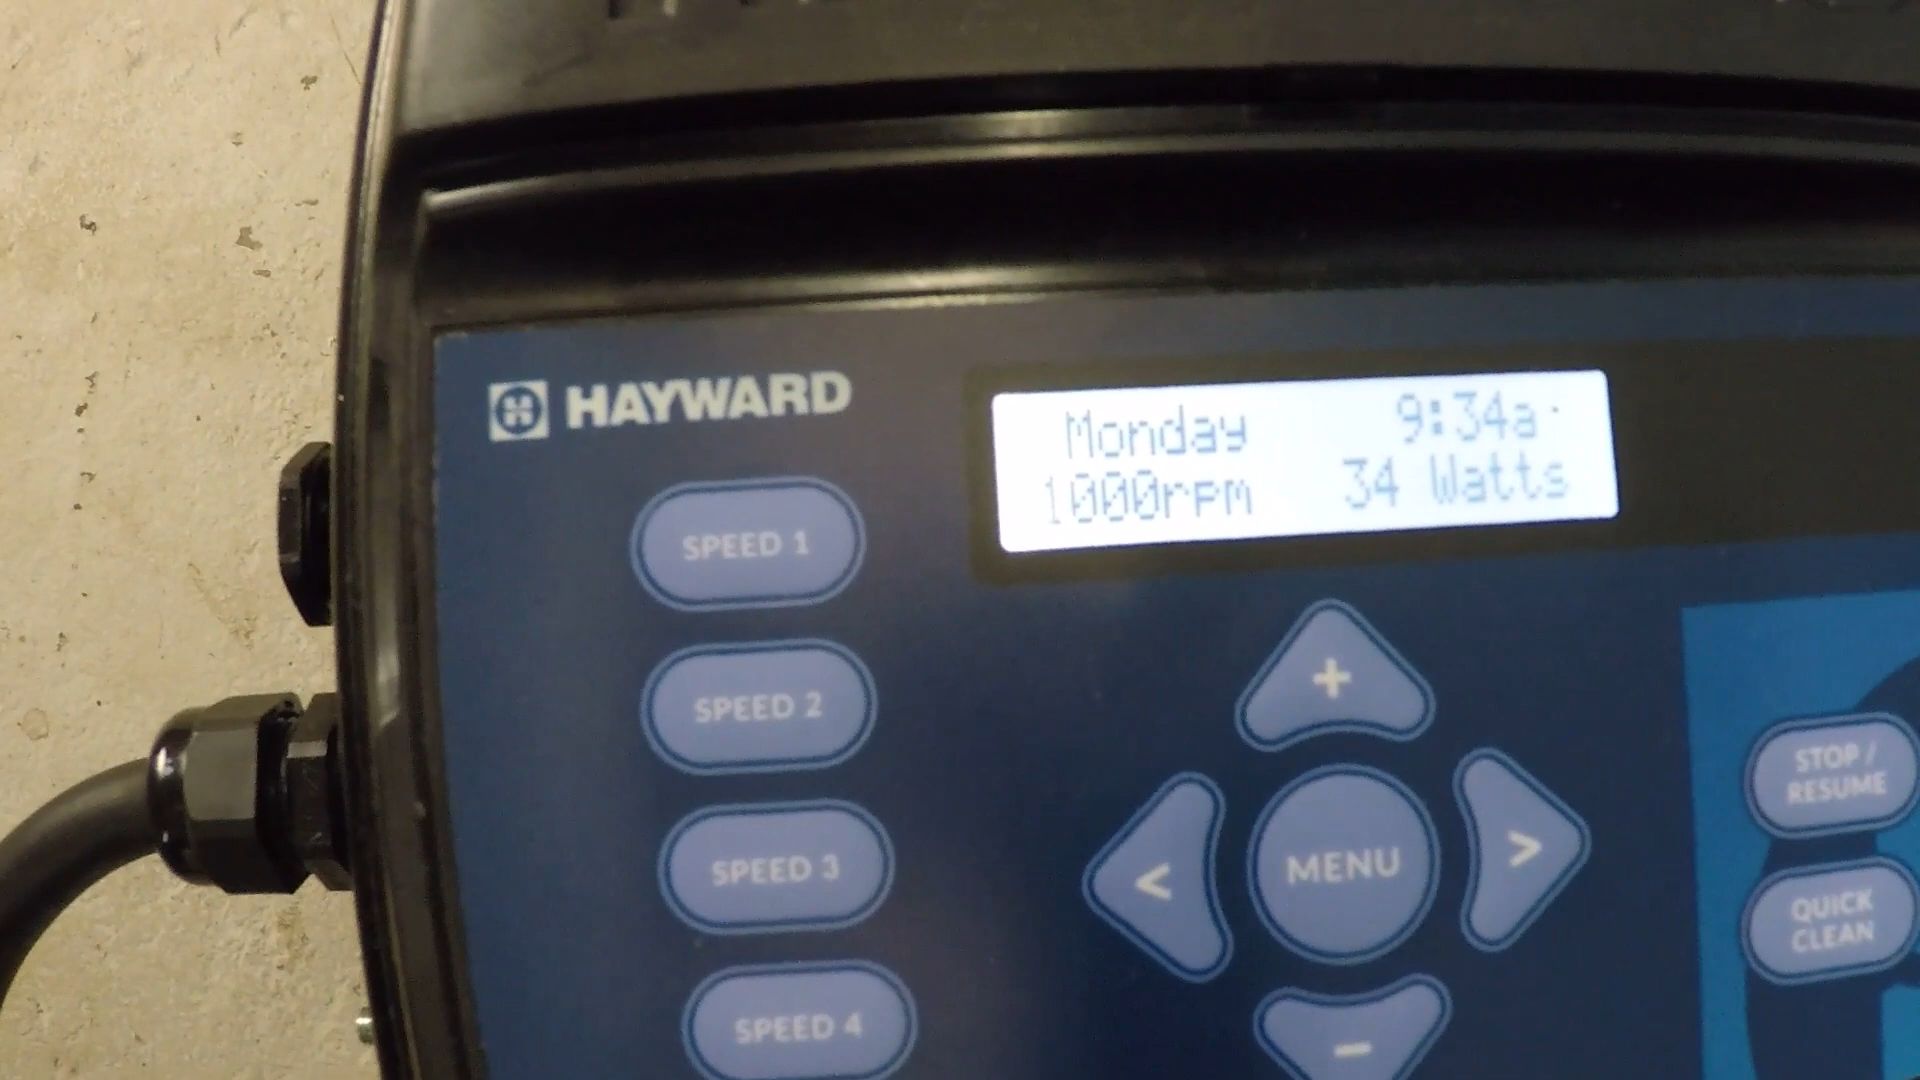 HAYWARD
Monday 9:34a
1000rpm 34 Watts
SPEED 1
SPEED 2
SPEED 3
SPEED 4
+
<
MENU
>
−
STOP /
RESUME
QUICK
CLEAN